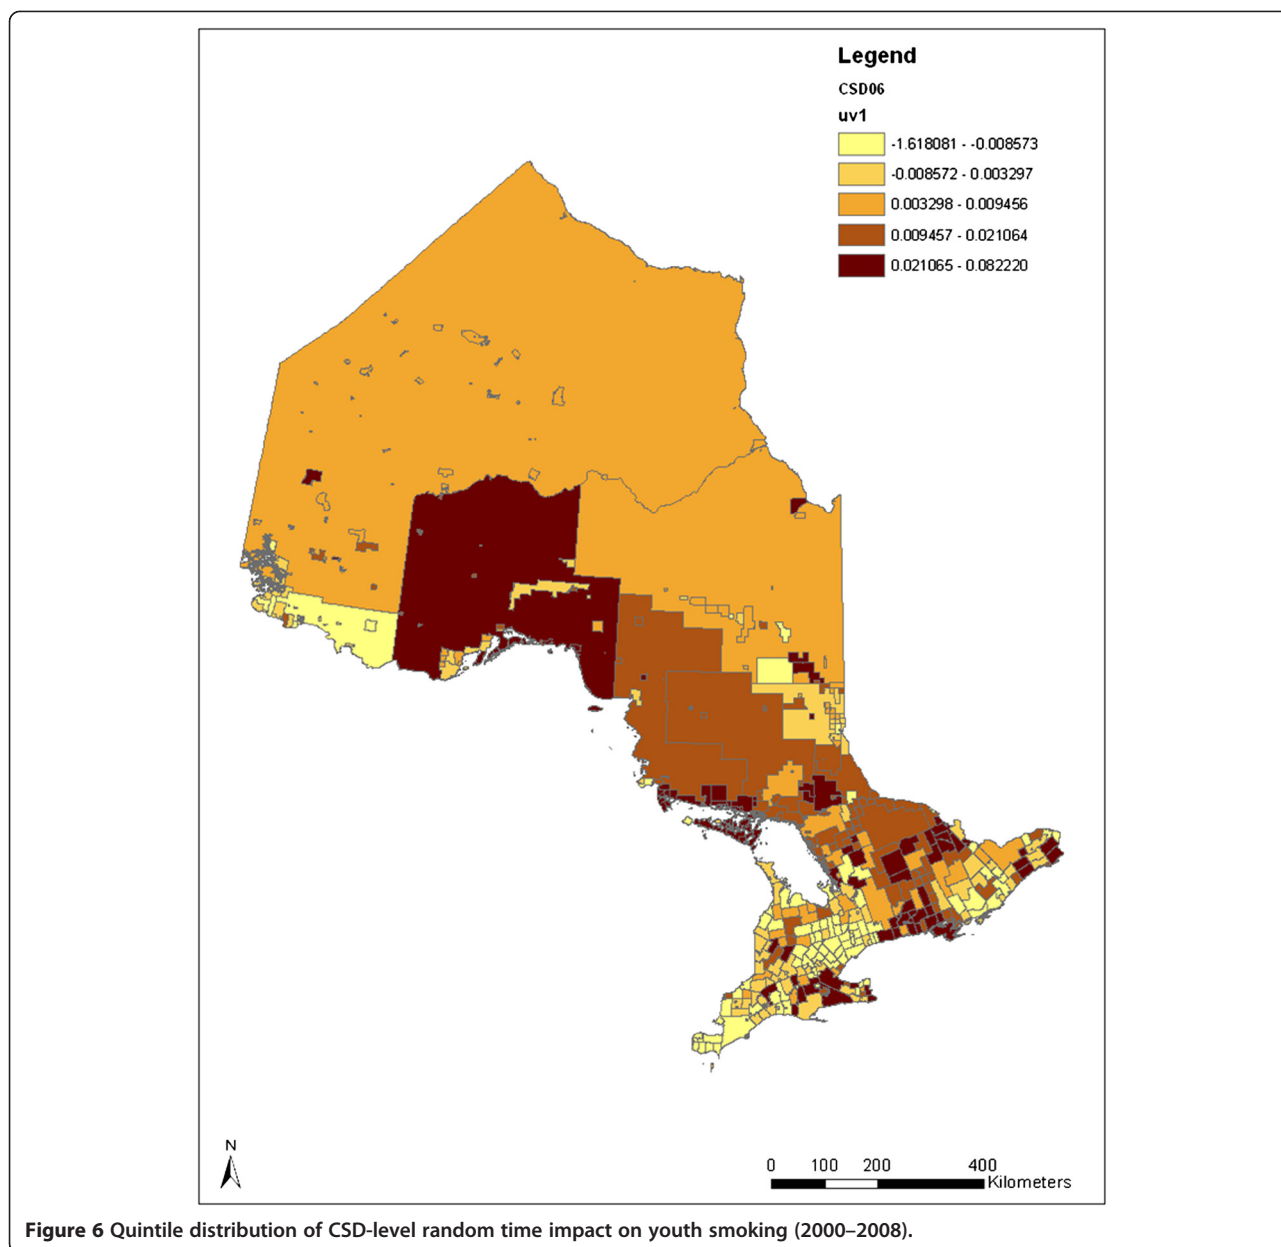 Legend
CSD06
uv1
-1.618081 - -0.008573
-0.008572 - 0.003297
0.003298 - 0.009456
0.009457 - 0.021064
0.021065 - 0.082220
N
0 100 200 400
Kilometers
Figure 6 Quintile distribution of CSD-level random time impact on youth smoking (2000–2008).